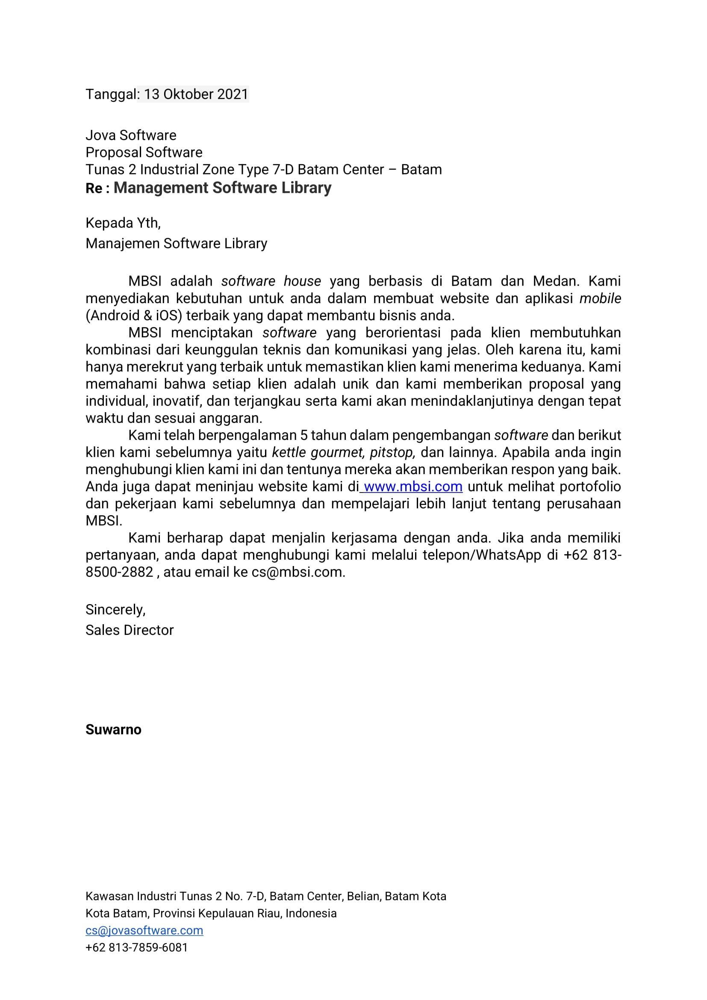 Tanggal: 13 Oktober 2021
Jova Software
Proposal Software
Tunas 2 Industrial Zone Type 7-D Batam Center – Batam
Re : Management Software Library
Kepada Yth,
Manajemen Software Library
MBSI adalah software house yang berbasis di Batam dan Medan. Kami
menyediakan kebutuhan untuk anda dalam membuat website dan aplikasi mobile
(Android & iOS) terbaik yang dapat membantu bisnis anda.
MBSI menciptakan software yang berorientasi pada klien membutuhkan
kombinasi dari keunggulan teknis dan komunikasi yang jelas. Oleh karena itu, kami
hanya merekrut yang terbaik untuk memastikan klien kami menerima keduanya. Kami
memahami bahwa setiap klien adalah unik dan kami memberikan proposal yang
individual, inovatif, dan terjangkau serta kami akan menindaklanjutinya dengan tepat
waktu dan sesuai anggaran.
Kami telah berpengalaman 5 tahun dalam pengembangan software dan berikut
klien kami sebelumnya yaitu kettle gourmet, pitstop, dan lainnya. Apabila anda ingin
menghubungi klien kami ini dan tentunya mereka akan memberikan respon yang baik.
Anda juga dapat meninjau website kami di www.mbsi.com untuk melihat portofolio
dan pekerjaan kami sebelumnya dan mempelajari lebih lanjut tentang perusahaan
MBSI.
Kami berharap dapat menjalin kerjasama dengan anda. Jika anda memiliki
pertanyaan, anda dapat menghubungi kami melalui telepon/WhatsApp di +62 813-
8500-2882 , atau email ke cs@mbsi.com.
Sincerely,
Sales Director
Suwarno
Kawasan Industri Tunas 2 No. 7-D, Batam Center, Belian, Batam Kota
Kota Batam, Provinsi Kepulauan Riau, Indonesia
cs@jovasoftware.com
+62 813-7859-6081